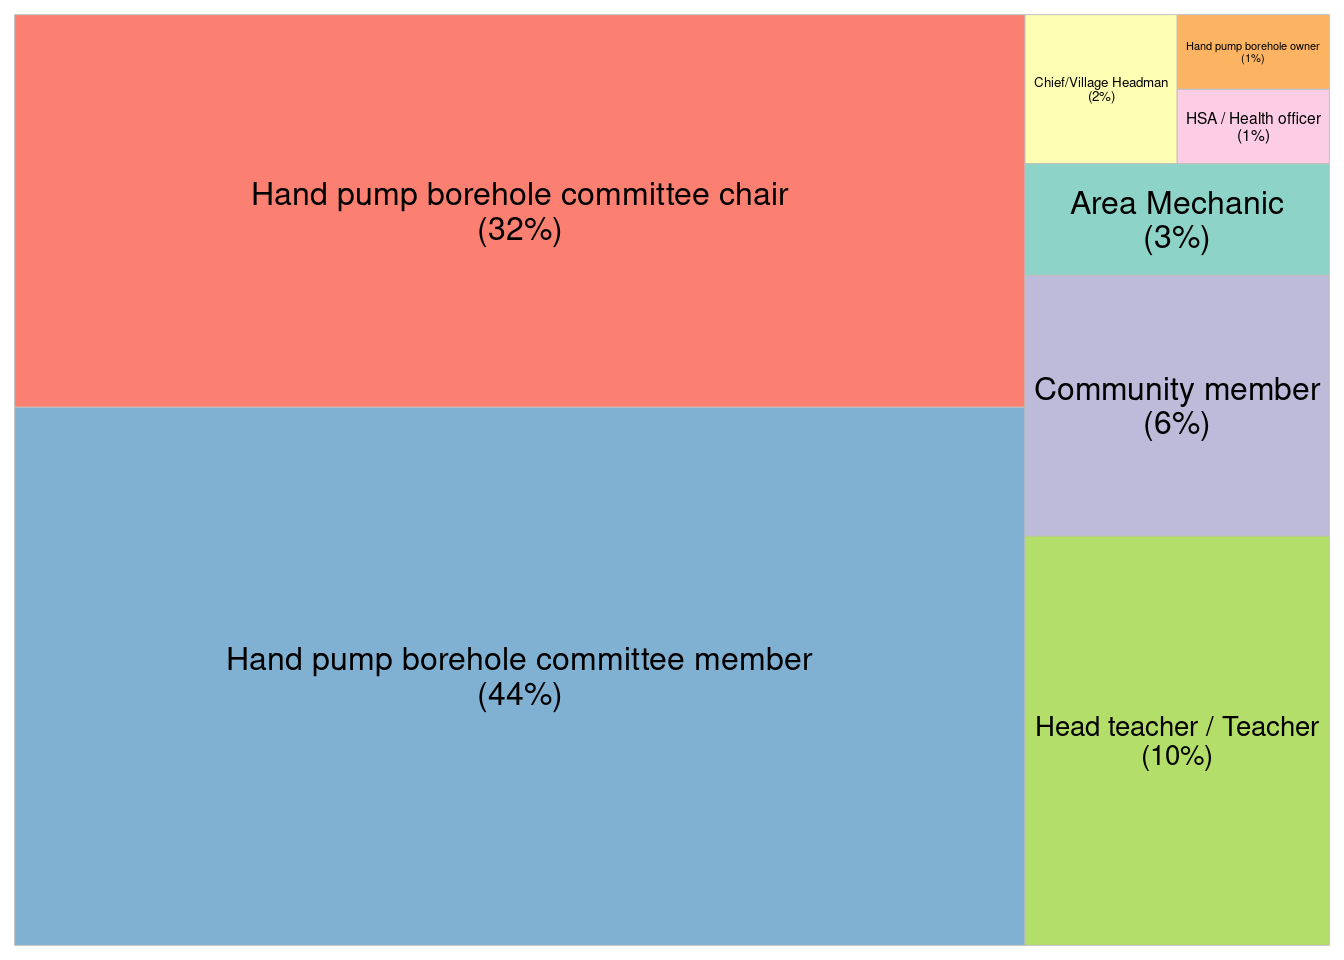 Hand pump borehole committee chair
(32%)
Hand pump borehole committee member
(44%)
Chief/Village Headman
(2%)
Hand pump borehole owner
(1%)
HSA / Health officer
(1%)
Area Mechanic
(3%)
Community member
(6%)
Head teacher / Teacher
(10%)